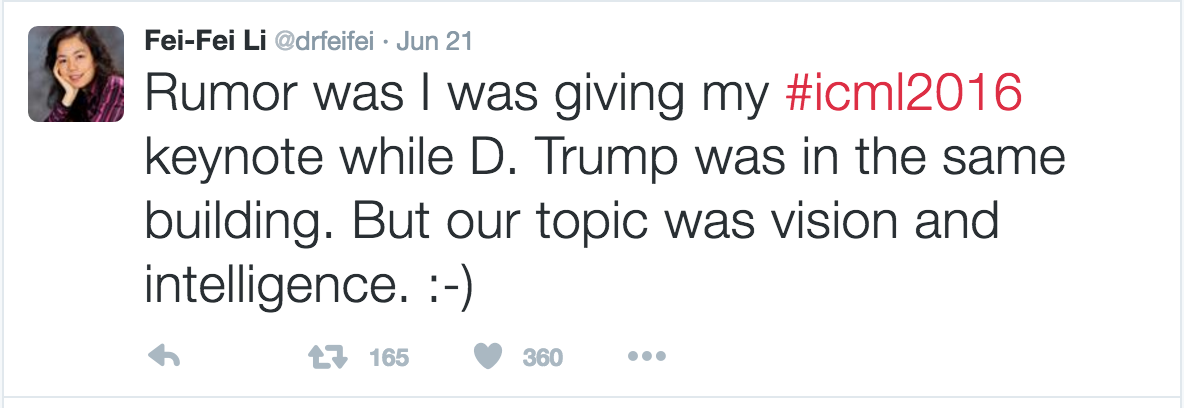 Fei-Fei Li @drfeifei · Jun 21
Rumor was I was giving my #icml2016
keynote while D. Trump was in the same
building. But our topic was vision and
intelligence. :-)
165 360